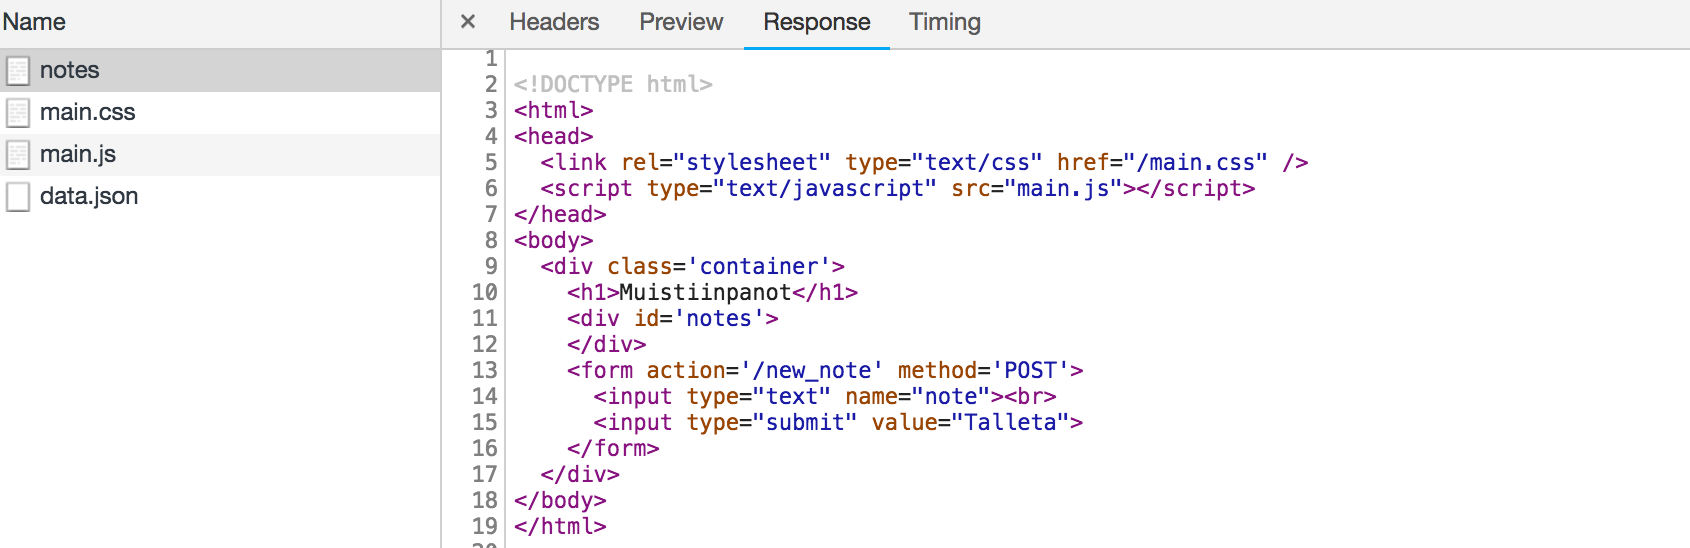 Name
notes
main.css
main.js
data.json
× Headers Preview Response Timing
1
2 <!DOCTYPE html>
3 <html>
4 <head>
5   <link rel="stylesheet" type="text/css" href="/main.css" />
6   <script type="text/javascript" src="main.js"></script>
7 </head>
8 <body>
9   <div class='container'>
10     <h1>Muistiinpanot</h1>
11     <div id='notes'>
12     </div>
13     <form action='/new_note' method='POST'>
14       <input type="text" name="note"><br>
15       <input type="submit" value="Talleta">
16     </form>
17   </div>
18 </body>
19 </html>